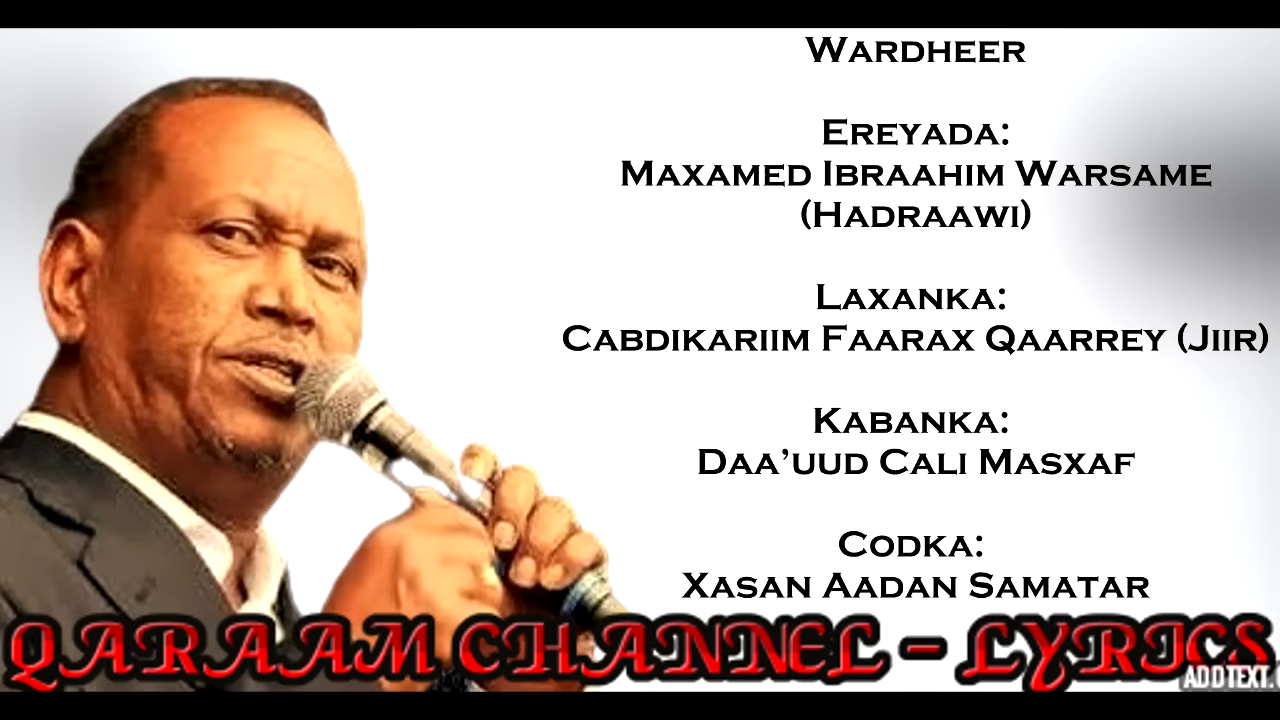 WARDHEER
EREYADA:
MAXAMED IBRAAHIM WARSAME
(HADRAAWI)
LAXANKA:
CABDIKARIIM FAARAX QAARREY (JIIR)
KABANKA:
DAA’UUD CALI MASXAF
CODKA:
XASAN AADAN SAMATAR
QARAAM CHANNEL – LYRICS
ADDTEXT.